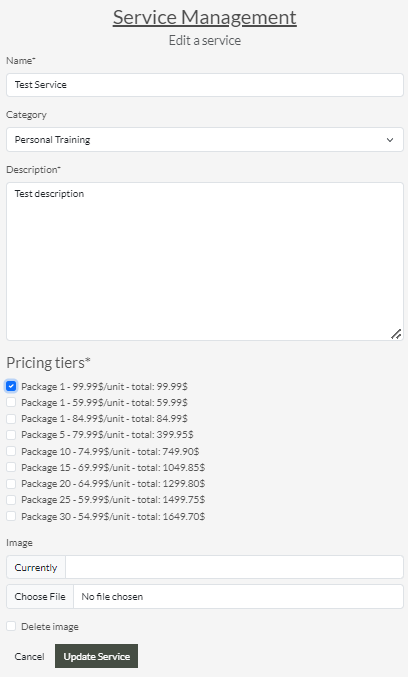 Service Management
Edit a service
Name*
Test Service
Category
Personal Training
Description*
Test description
Pricing tiers*
Package 1 - 99.99$/unit - total: 99.99$
Package 1 - 59.99$/unit - total: 59.99$
Package 1 - 84.99$/unit - total: 84.99$
Package 5 - 79.99$/unit - total: 399.95$
Package 10 - 74.99$/unit - total: 749.90$
Package 15 - 69.99$/unit - total: 1049.85$
Package 20 - 64.99$/unit - total: 1299.80$
Package 25 - 59.99$/unit - total: 1499.75$
Package 30 - 54.99$/unit - total: 1649.70$
Image
Currently
Choose File No file chosen
Delete image
Cancel Update Service